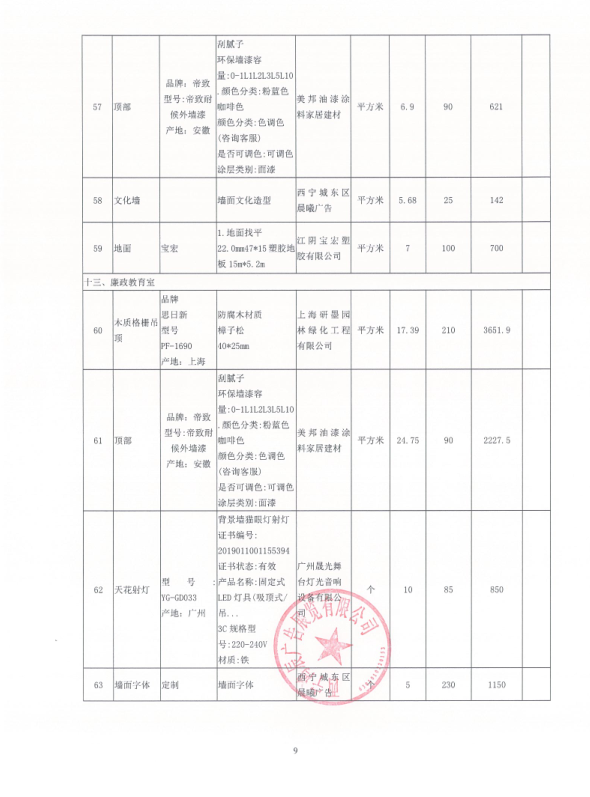 57
顶部
品牌：帝致
型号:帝致耐
候外墙漆
产地：安徽
刮腻子
环保墙漆容
量:0-1L1L2L3L5L10
.颜色分类:粉蓝色
咖啡色
颜色分类:色调色
(咨询客服)
是否可调色:可调色
涂层类别:面漆
美邦油漆涂
料家居建材
平方米
6.9
90
621
58
文化墙
墙面文化造型
西宁城东区
晨曦广告
平方米
5.68
25
142
59
地面
宝宏
1.地面找平
22.0mm47*15塑胶地
板 15m*5.2m
江阴宝宏塑
胶有限公司
平方米
7
100
700
十三、廉政教育室
60
木质格栅吊
顶
品牌
思日新
型号
PF-1690
产地：上海
防腐木材质
樟子松
40*25mm
上海研墨园
林绿化工程
有限公司
平方米
17.39
210
3651.9
61
顶部
品牌：帝致
型号:帝致耐
候外墙漆
产地：安徽
刮腻子
环保墙漆容
量:0-1L1L2L3L5L10
.颜色分类:粉蓝色
咖啡色
颜色分类:色调色
(咨询客服)
是否可调色:可调色
涂层类别:面漆
美邦油漆涂
料家居建材
平方米
24.75
90
2227.5
62
天花射灯
型号：
YG-GD033
产地：广州
背景墙猫眼灯射灯
证书编号:
2019011001155394
证书状态:有效
产品名称:固定式
LED灯具(吸顶式/
吊...
3C规格型
号:220-240V
材质:铁
广州晟光舞
台灯光音响
设备有限公
司
个
10
85
850
63
墙面字体
定制
墙面字体
西宁城东区
晨曦广告
个
5
230
1150
广告展览有限公司
9